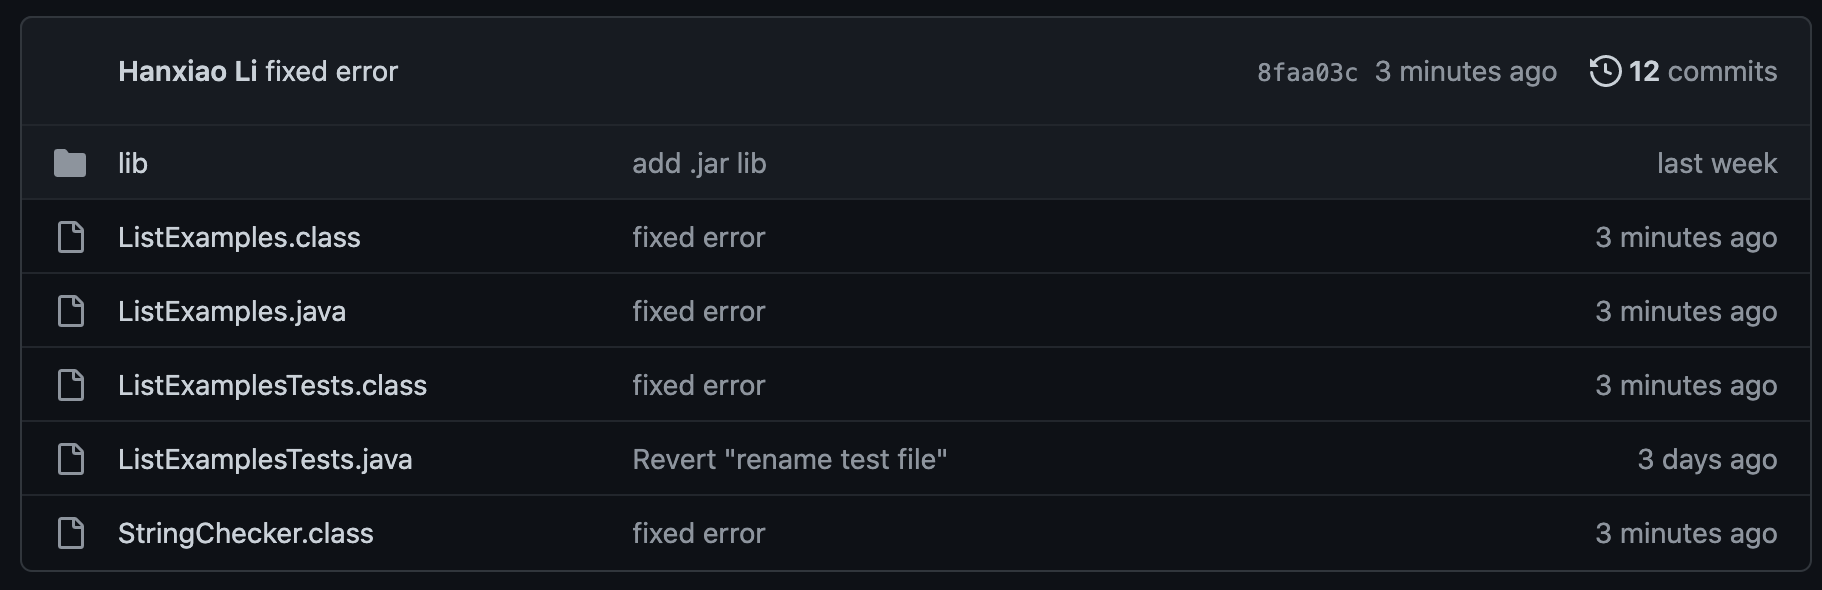 Hanxiao Li fixed error 8faa03c 3 minutes ago 12 commits
lib add .jar lib last week
ListExamples.class fixed error 3 minutes ago
ListExamples.java fixed error 3 minutes ago
ListExamplesTests.class fixed error 3 minutes ago
ListExamplesTests.java Revert "rename test file" 3 days ago
StringChecker.class fixed error 3 minutes ago